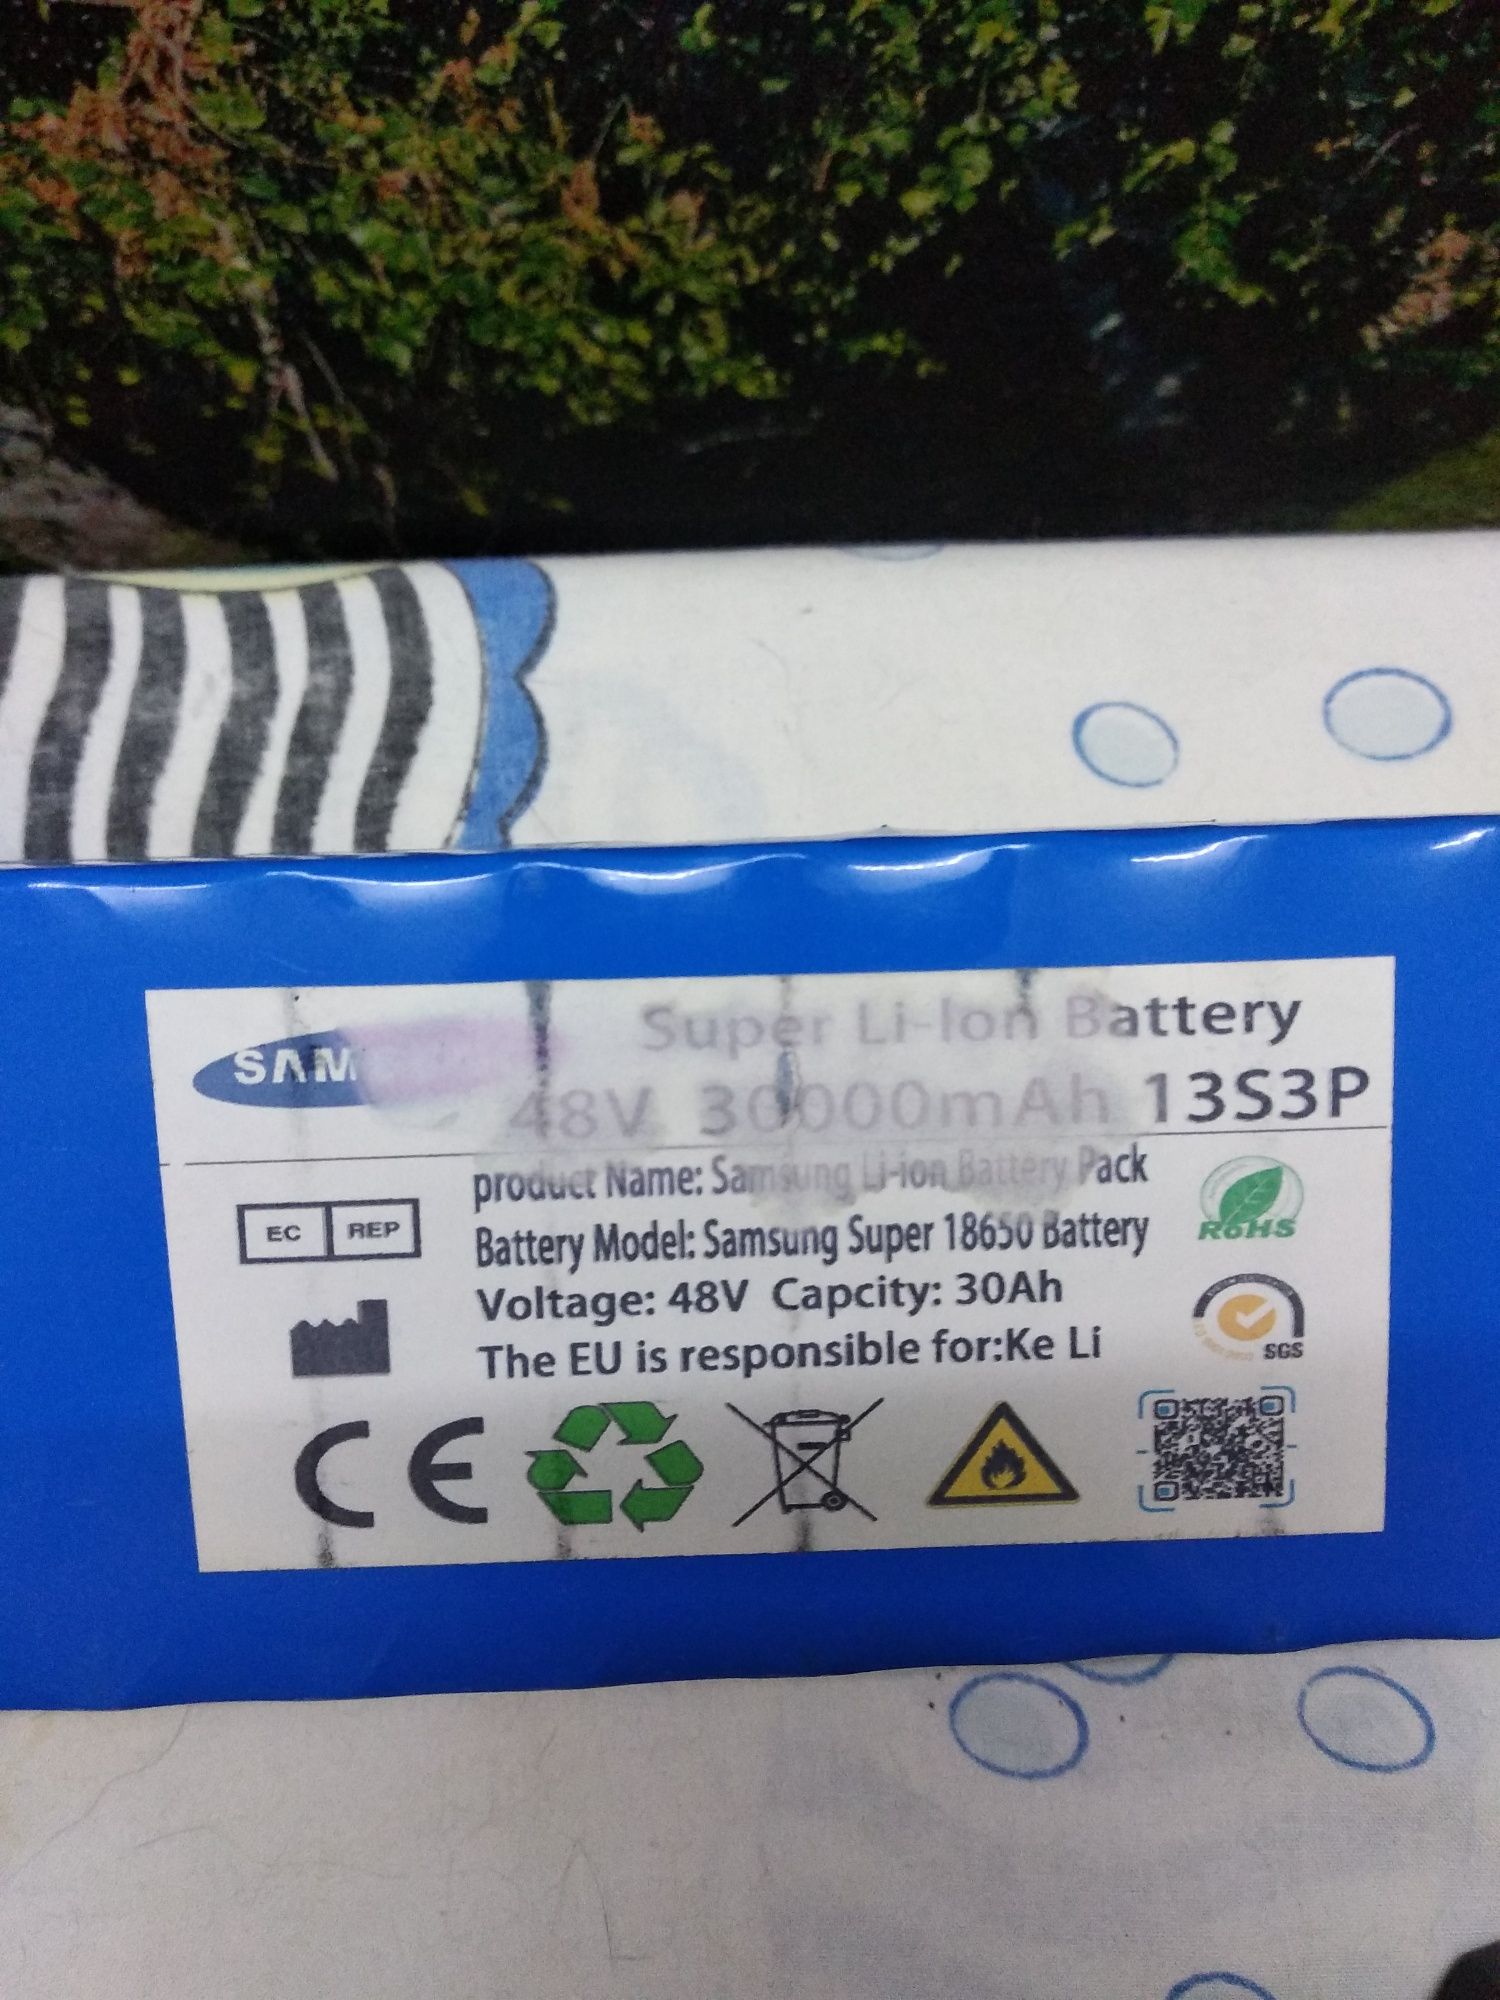 SAM
Super Li-Ion Battery
48V 30000mAh 13S3P
product Name: Samsung Li-ion Battery Pack
Battery Model: Samsung Super 18650 Battery
Voltage: 48V Capcity: 30Ah
The EU is responsible for:Ke Li
EC REP
RoHS
SGS
CE